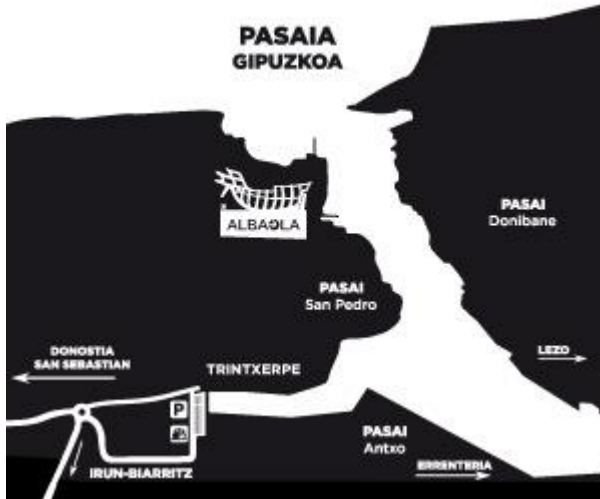 PASAIA
GIPUZKOA
ALBAOLA
PASAI
Donibane
PASAI
San Pedro
DONOSTIA
SAN SEBASTIAN
LEZO
TRINTXERPE
P
PASAI
Antxo
ERRENTERIA
IRUN-BIARRITZ